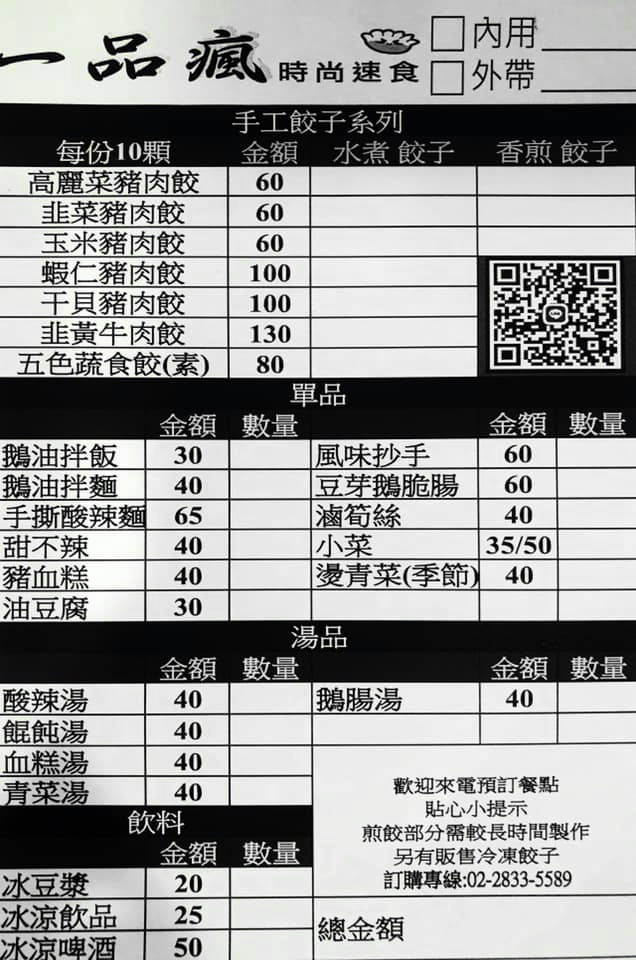 一品瘋 時尚速食 內用
外帶
手工餃子系列
每份10顆 金額 水煮 餃子 香煎 餃子
高麗菜豬肉餃 60
韭菜豬肉餃 60
玉米豬肉餃 60
蝦仁豬肉餃 100
干貝豬肉餃 100
韭黃牛肉餃 130
五色蔬食餃(素) 80
單品
金額 數量 金額 數量
鵝油拌飯 30 風味抄手 60
鵝油拌麵 40 豆芽鵝脆腸 60
手撕酸辣麵 65 滷筍絲 40
甜不辣 40 小菜 35/50
豬血糕 40 燙青菜(季節) 40
油豆腐 30
湯品
金額 數量 金額 數量
酸辣湯 40 鵝腸湯 40
餛飩湯 40
血糕湯 40
青菜湯 40
飲料
金額 數量
冰豆漿 20
冰涼飲品 25
冰涼啤酒 50
歡迎來電預訂餐點
貼心小提示
煎餃部分需較長時間製作
另有販售冷凍餃子
訂購專線:02-2833-5589
總金額